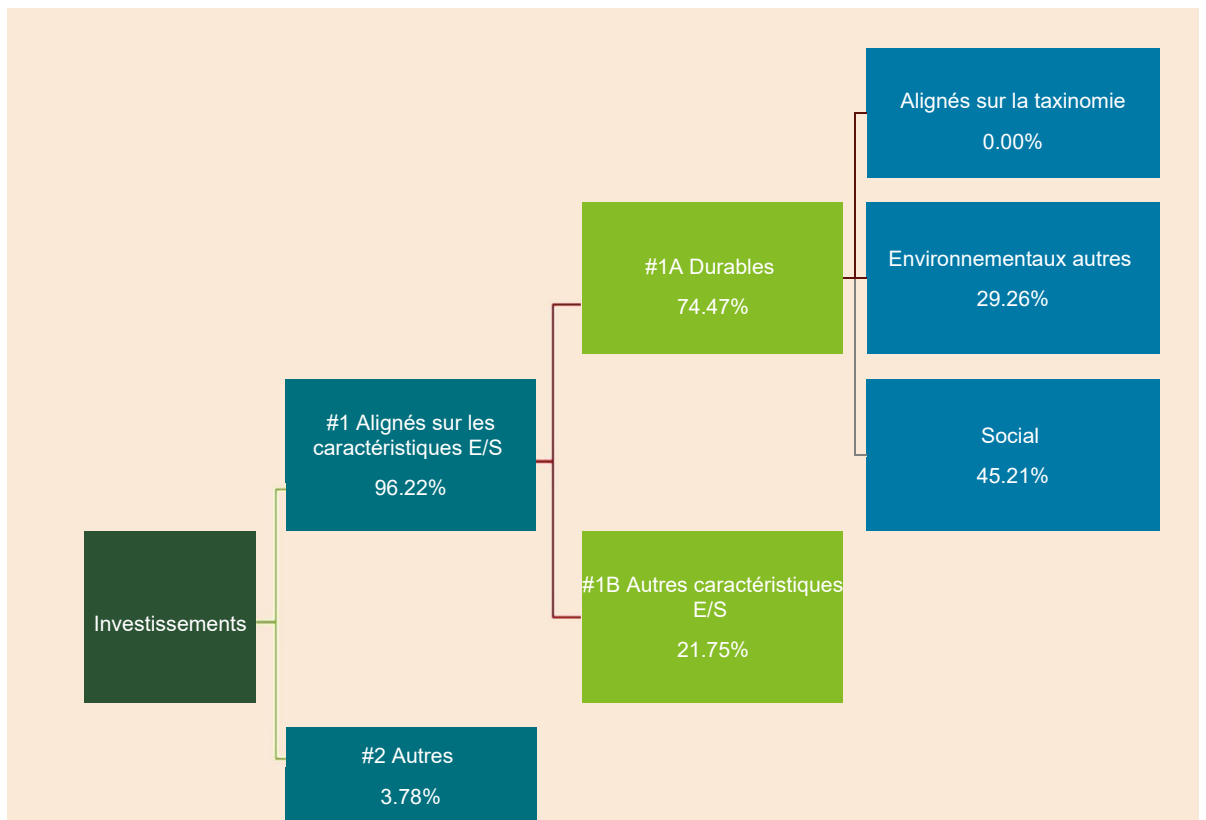 Alignés sur la taxinomie
0.00%
#1A Durables
74.47%
Environnementaux autres
29.26%
#1 Alignés sur les
caractéristiques E/S
96.22%
Social
45.21%
Investissements
#1B Autres caractéristiques
E/S
21.75%
#2 Autres
3.78%